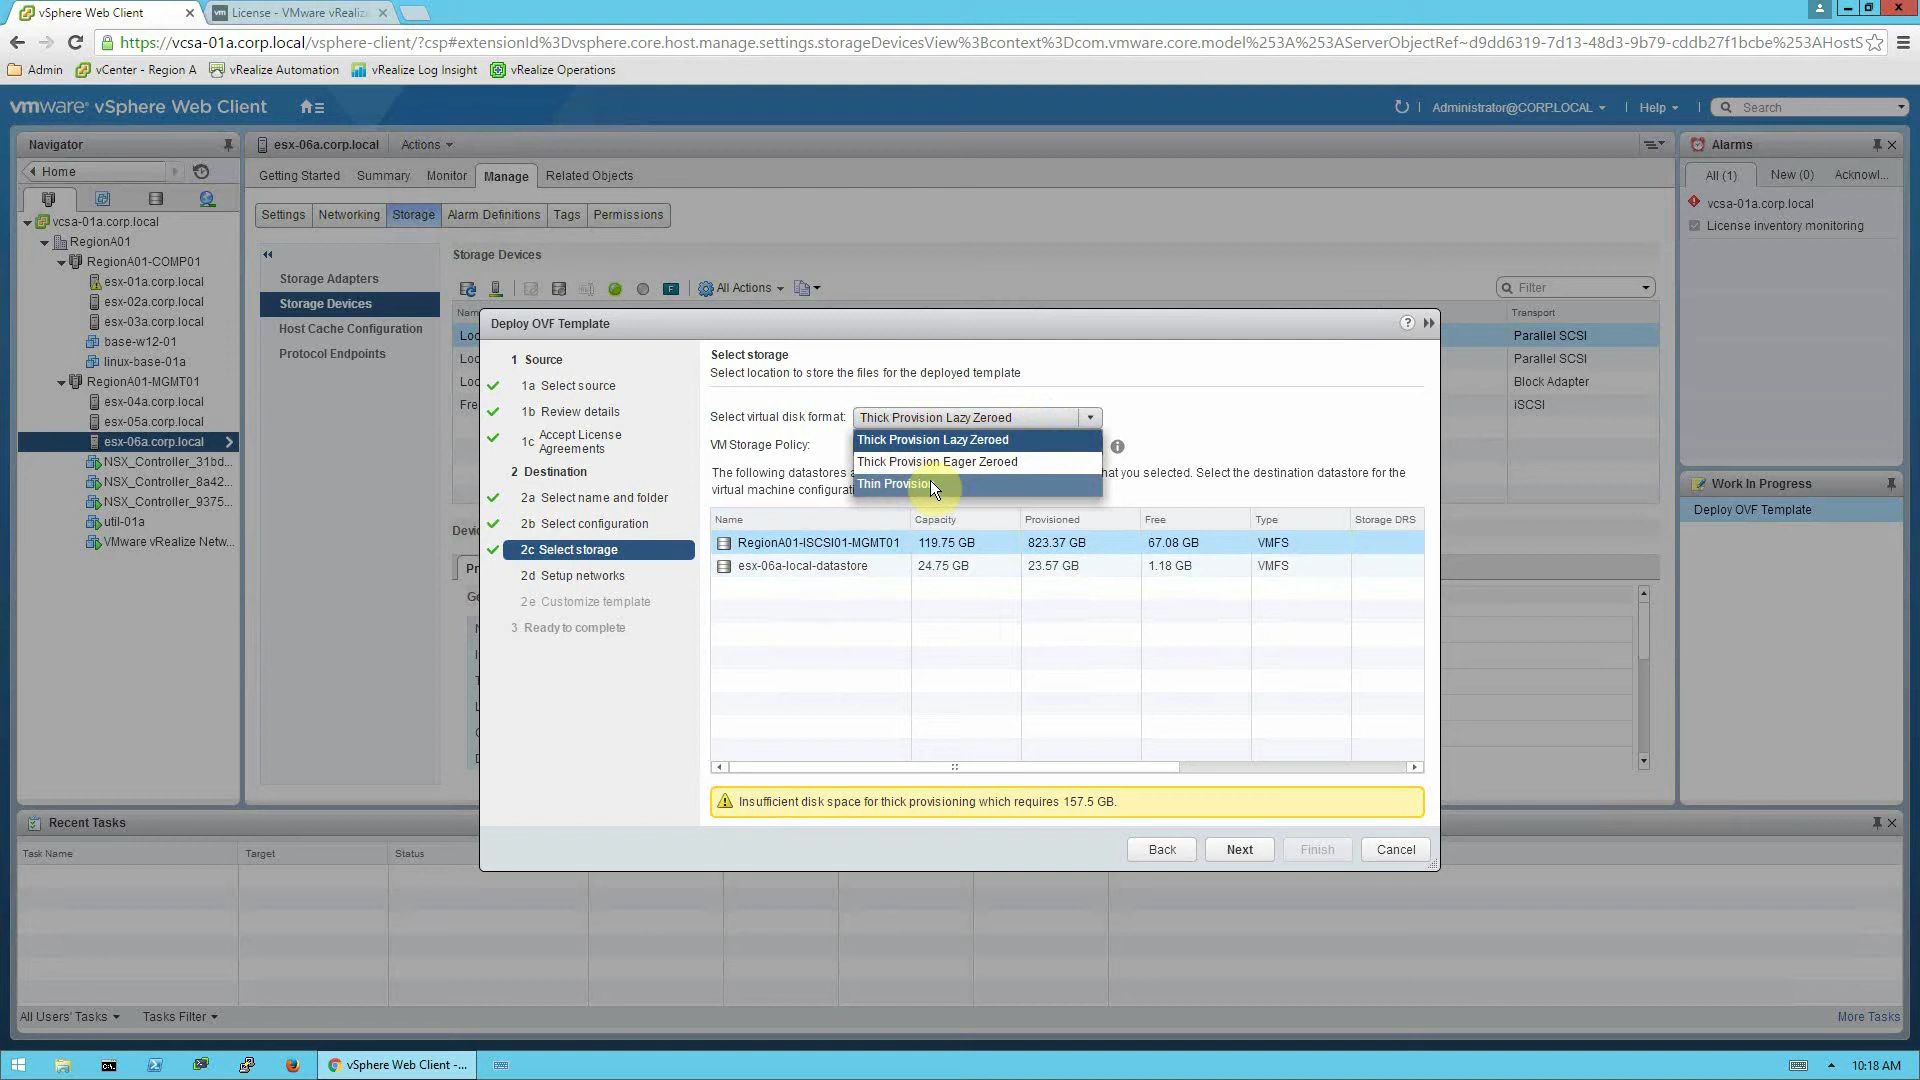 vSphere Web Client
License - VMware vRealiz
https://vcsa-01a.corp.local/vsphere-client/?csp#extensionId%3Dvsphere.core.host.manage.settings.storageDevicesView%3Bcontext%3Dcom.vmware.core.model%253A%253AServerObjectRef~d9dd6319-7d13-48d3-9b79-cddb27f1bcbe%253AHostS
Admin
vCenter - Region A
vRealize Automation
vRealize Log Insight
vRealize Operations
vmware® vSphere Web Client
Administrator@CORP.LOCAL
Help
Search
Navigator
Home
vcsa-01a.corp.local
RegionA01
RegionA01-COMP01
esx-01a.corp.local
esx-02a.corp.local
esx-03a.corp.local
base-w12-01
linux-base-01a
RegionA01-MGMT01
esx-04a.corp.local
esx-05a.corp.local
esx-06a.corp.local
NSX_Controller_31bd...
NSX_Controller_8a42...
NSX_Controller_9375...
util-01a
VMware vRealize Netw...
esx-06a.corp.local
Actions
Getting Started
Summary
Monitor
Manage
Related Objects
Settings
Networking
Storage
Alarm Definitions
Tags
Permissions
Storage Adapters
Storage Devices
Host Cache Configuration
Protocol Endpoints
Storage Devices
All Actions
Filter
Nam
Transport
Loc
Parallel SCSI
Loc
Parallel SCSI
Loc
Block Adapter
Fre
iSCSI
Devic
Pr
Ge
Deploy OVF Template
1 Source
1a Select source
1b Review details
1c Accept License
Agreements
2 Destination
2a Select name and folder
2b Select configuration
2c Select storage
2d Setup networks
2e Customize template
3 Ready to complete
Select storage
Select location to store the files for the deployed template
Select virtual disk format:
Thick Provision Lazy Zeroed
Thick Provision Lazy Zeroed
VM Storage Policy:
Thick Provision Eager Zeroed
Thin Provision
The following datastores a
hat you selected. Select the destination datastore for the
virtual machine configurati
Name
Capacity
Provisioned
Free
Type
Storage DRS
RegionA01-ISCSI01-MGMT01
119.75 GB
823.37 GB
67.08 GB
VMFS
esx-06a-local-datastore
24.75 GB
23.57 GB
1.18 GB
VMFS
Insufficient disk space for thick provisioning which requires 157.5 GB.
Back
Next
Finish
Cancel
Alarms
All (1)
New (0)
Acknowl...
vcsa-01a.corp.local
License inventory monitoring
Work In Progress
Deploy OVF Template
Recent Tasks
Task Name
Target
Status
All Users' Tasks
Tasks Filter
More Tasks
vSphere Web Client -...
10:18 AM